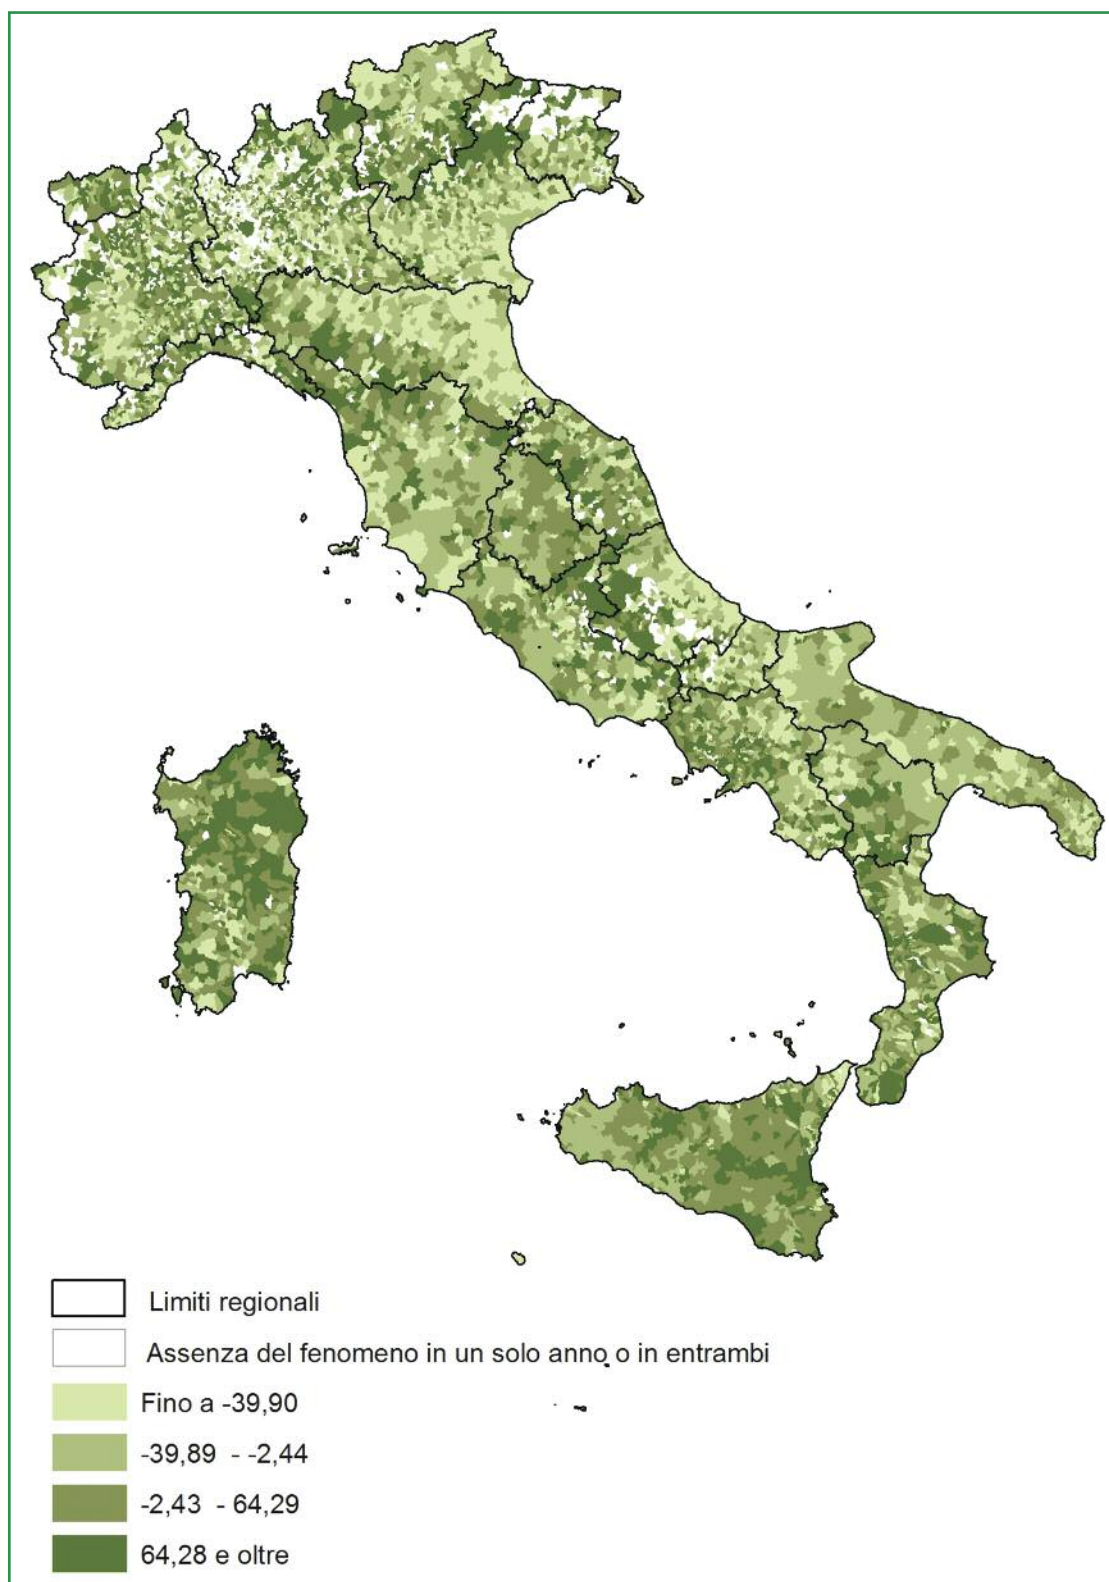 Limiti regionali
Assenza del fenomeno in un solo anno o in entrambi
Fino a -39,90
-39,89 - -2,44
-2,43 - 64,29
64,28 e oltre